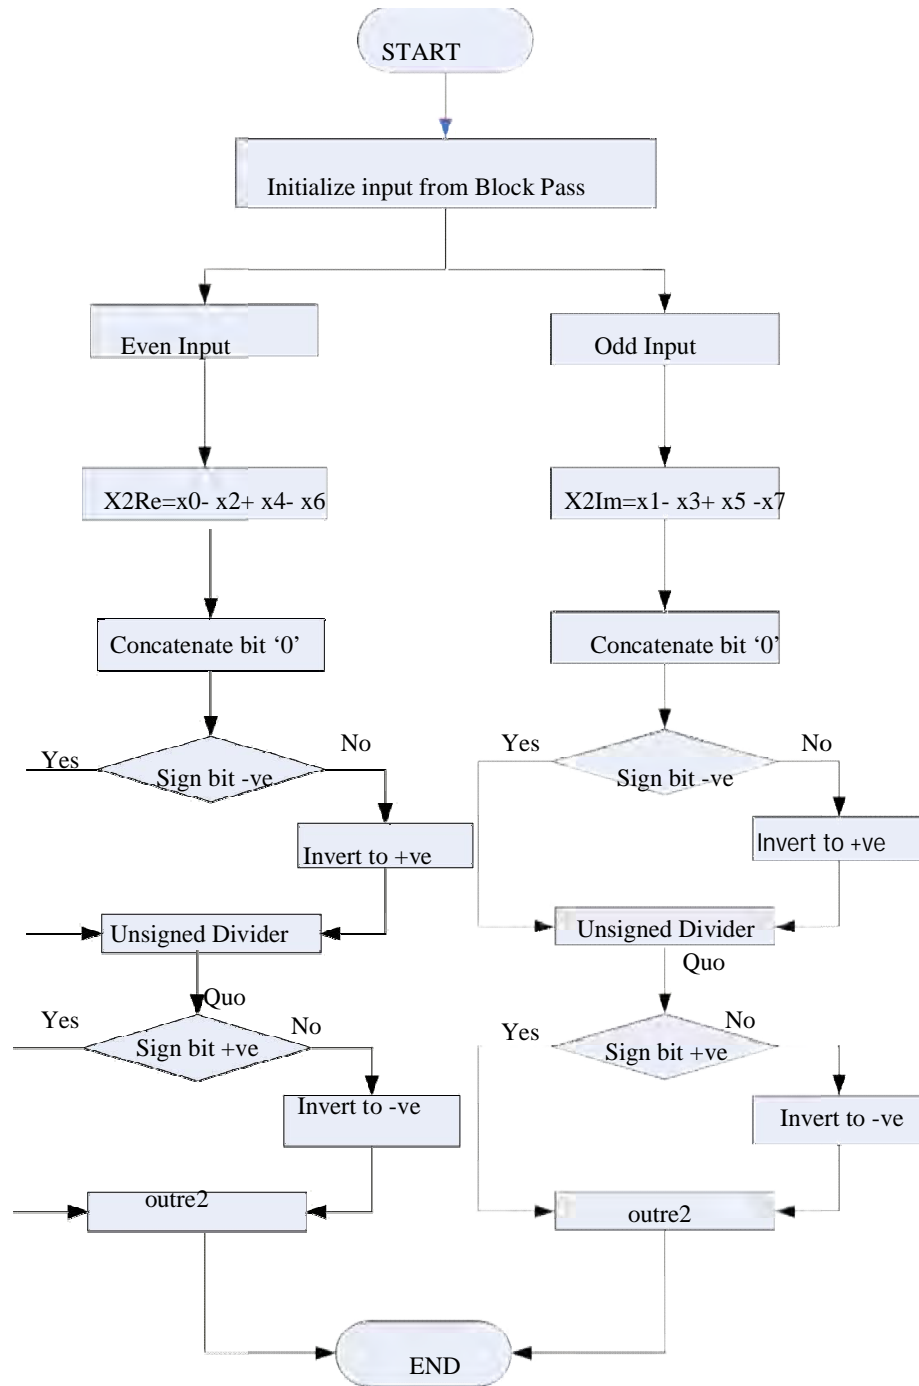 START
Initialize input from Block Pass
Even Input
Odd Input
X2Re=x0- x2+ x4- x6
X2Im=x1- x3+ x5 -x7
Concatenate bit ‘0’
Concatenate bit ‘0’
Yes
No
Sign bit -ve
Yes
No
Sign bit -ve
Invert to +ve
Invert to +ve
Unsigned Divider
Unsigned Divider
Quo
Quo
Yes
No
Sign bit +ve
Yes
No
Sign bit +ve
Invert to -ve
Invert to -ve
outre2
outre2
END